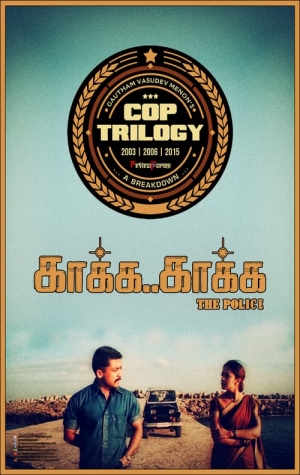 GAUTHAM VASUDEV MENON'S
COP
TRILOGY
2003 | 2006 | 2015
A BREAKDOWN
காக்க..காக்க
THE POLICE